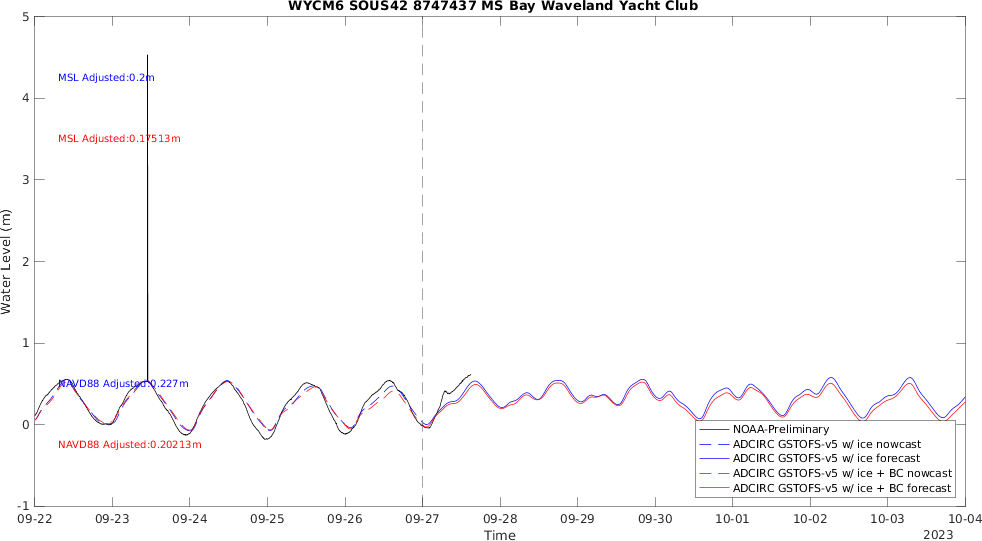 WYCM6 SOUS42 8747437 MS Bay Waveland Yacht Club
5
4
3
2
1
0
-1
Water Level (m)
MSL Adjusted:0.2m
MSL Adjusted:0.17513m
NAVD88 Adjusted:0.227m
NAVD88 Adjusted:0.20213m
NOAA-Preliminary
ADCIRC GSTOFS-v5 w/ ice nowcast
ADCIRC GSTOFS-v5 w/ ice forecast
ADCIRC GSTOFS-v5 w/ ice + BC nowcast
ADCIRC GSTOFS-v5 w/ ice + BC forecast
09-22 09-23 09-24 09-25 09-26 09-27 09-28 09-29 09-30 10-01 10-02 10-03 10-04
Time
2023